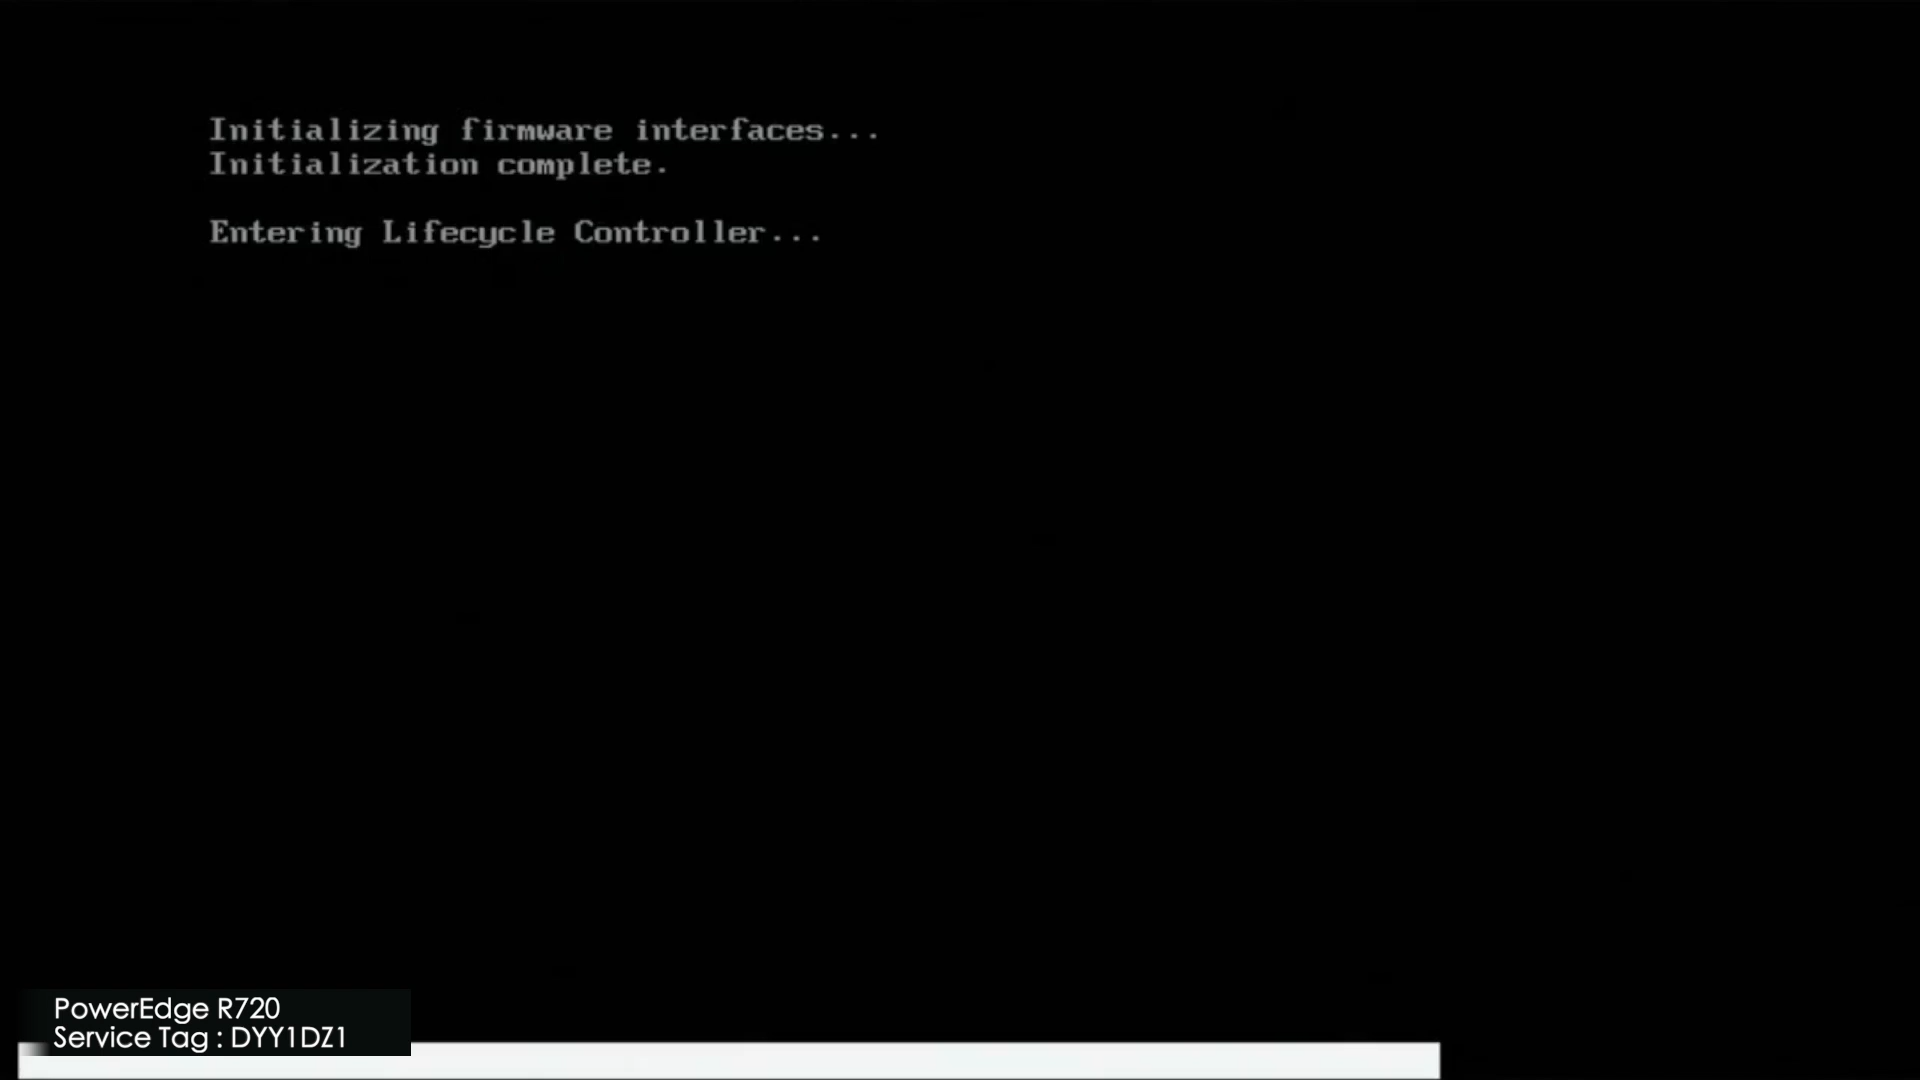 Initializing firmware interfaces...
Initialization complete.
Entering Lifecycle Controller...
PowerEdge R720
Service Tag : DYY1DZ1